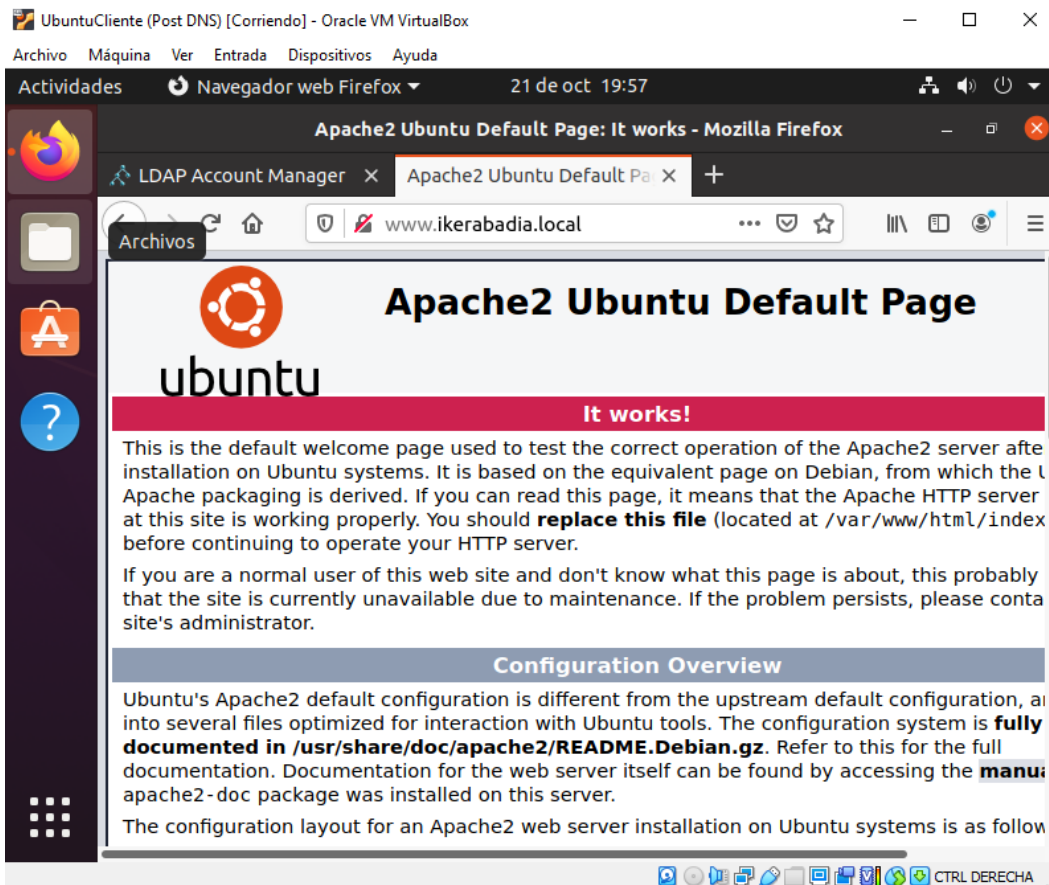 UbuntuCliente (Post DNS) [Corriendo] - Oracle VM VirtualBox
Archivo Máquina Ver Entrada Dispositivos Ayuda
Actividades Navegador web Firefox 21 de oct 19:57
Apache2 Ubuntu Default Page: It works - Mozilla Firefox
LDAP Account Manager Apache2 Ubuntu Default Pa
www.ikerabadia.local
Archivos
Apache2 Ubuntu Default Page
ubuntu
It works!
This is the default welcome page used to test the correct operation of the Apache2 server afte
installation on Ubuntu systems. It is based on the equivalent page on Debian, from which the U
Apache packaging is derived. If you can read this page, it means that the Apache HTTP server
at this site is working properly. You should replace this file (located at /var/www/html/index
before continuing to operate your HTTP server.
If you are a normal user of this web site and don't know what this page is about, this probably
that the site is currently unavailable due to maintenance. If the problem persists, please conta
site's administrator.
Configuration Overview
Ubuntu's Apache2 default configuration is different from the upstream default configuration, a
into several files optimized for interaction with Ubuntu tools. The configuration system is fully
documented in /usr/share/doc/apache2/README.Debian.gz. Refer to this for the full
documentation. Documentation for the web server itself can be found by accessing the manua
apache2-doc package was installed on this server.
The configuration layout for an Apache2 web server installation on Ubuntu systems is as follow
CTRL DERECHA